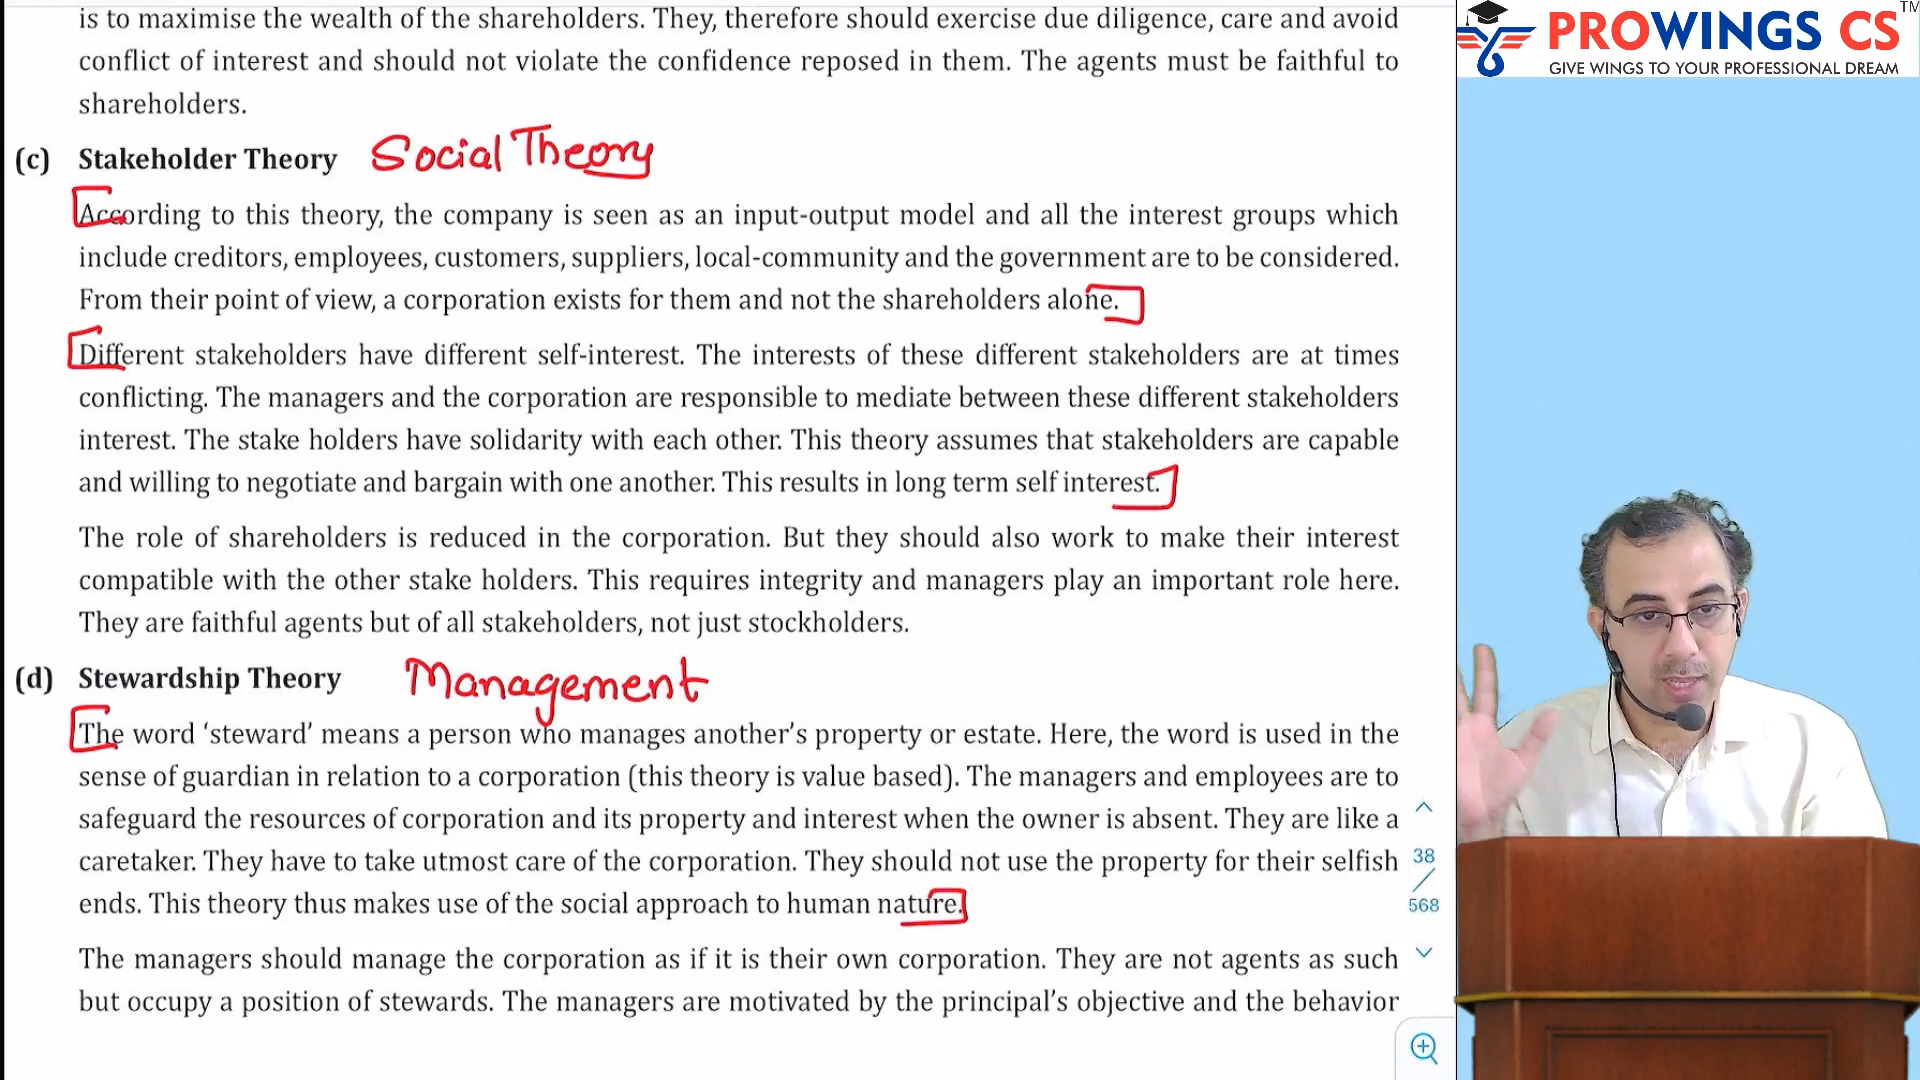 is to maximise the wealth of the shareholders. They, therefore should exercise due diligence, care and avoid
conflict of interest and should not violate the confidence reposed in them. The agents must be faithful to
shareholders.
(c) Stakeholder Theory Social Theory
According to this theory, the company is seen as an input-output model and all the interest groups which
include creditors, employees, customers, suppliers, local-community and the government are to be considered.
From their point of view, a corporation exists for them and not the shareholders alone.
Different stakeholders have different self-interest. The interests of these different stakeholders are at times
conflicting. The managers and the corporation are responsible to mediate between these different stakeholders
interest. The stake holders have solidarity with each other. This theory assumes that stakeholders are capable
and willing to negotiate and bargain with one another. This results in long term self interest.
The role of shareholders is reduced in the corporation. But they should also work to make their interest
compatible with the other stake holders. This requires integrity and managers play an important role here.
They are faithful agents but of all stakeholders, not just stockholders.
(d) Stewardship Theory Management
The word ‘steward’ means a person who manages another’s property or estate. Here, the word is used in the
sense of guardian in relation to a corporation (this theory is value based). The managers and employees are to
safeguard the resources of corporation and its property and interest when the owner is absent. They are like a
caretaker. They have to take utmost care of the corporation. They should not use the property for their selfish
ends. This theory thus makes use of the social approach to human nature.
The managers should manage the corporation as if it is their own corporation. They are not agents as such
but occupy a position of stewards. The managers are motivated by the principal’s objective and the behavior
38
568
PROWINGS CS™
GIVE WINGS TO YOUR PROFESSIONAL DREAM